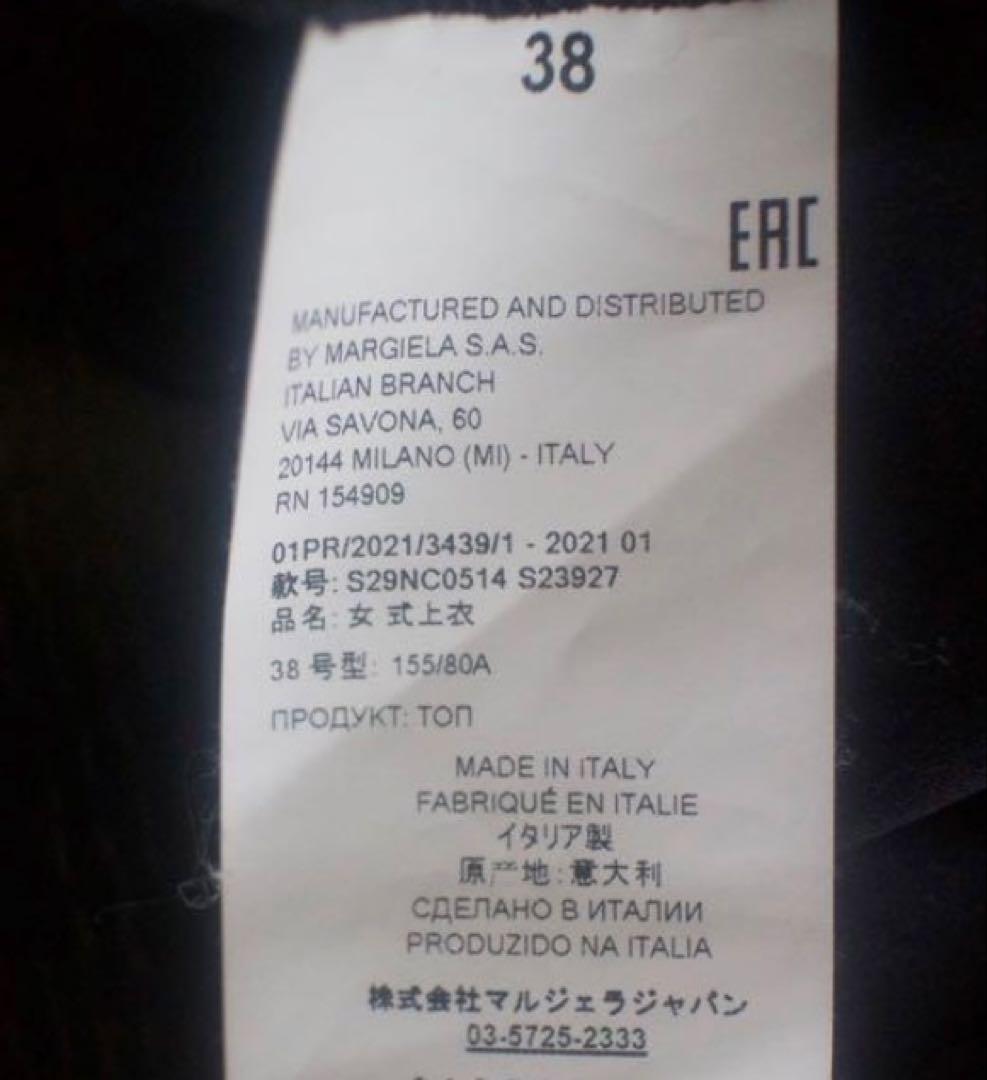 38
EAC
MANUFACTURED AND DISTRIBUTED
BY MARGIELA S.A.S.
ITALIAN BRANCH
VIA SAVONA, 60
20144 MILANO (MI) - ITALY
RN 154909
01PR/2021/3439/1 - 2021 01
款号: S29NC0514 S23927
品名: 女 式上衣
38 号型: 155/80A
ПРОДУКТ: ТОП
MADE IN ITALY
FABRIQUÉ EN ITALIE
イタリア製
原产地:意大利
СДЕЛАНО В ИТАЛИИ
PRODUZIDO NA ITALIA
株式会社マルジェラジャパン
03-5725-2333